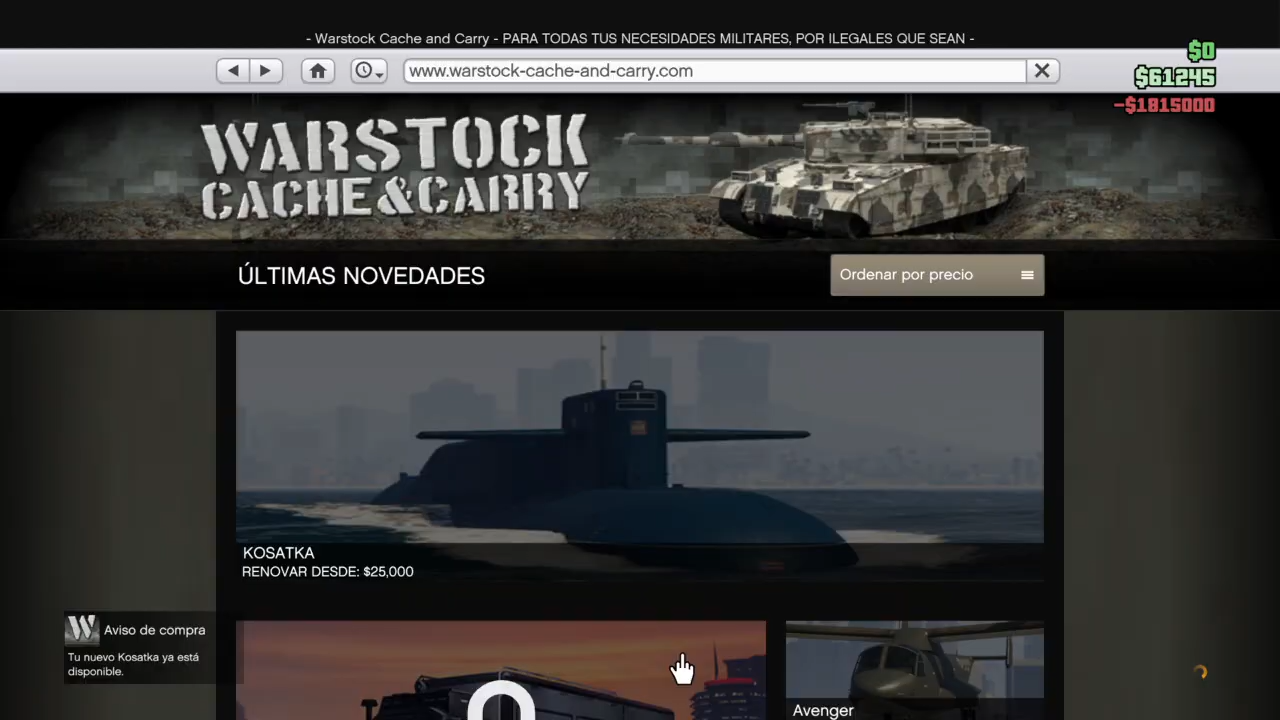 - Warstock Cache and Carry - PARA TODAS TUS NECESIDADES MILITARES, POR ILEGALES QUE SEAN -
$0
www.warstock-cache-and-carry.com
$61245
-$1815000
WARSTOCK
CACHE&CARRY
ÚLTIMAS NOVEDADES
Ordenar por precio
KOSATKA
RENOVAR DESDE: $25,000
W
Aviso de compra
Tu nuevo Kosatka ya está
disponible.
Avenger